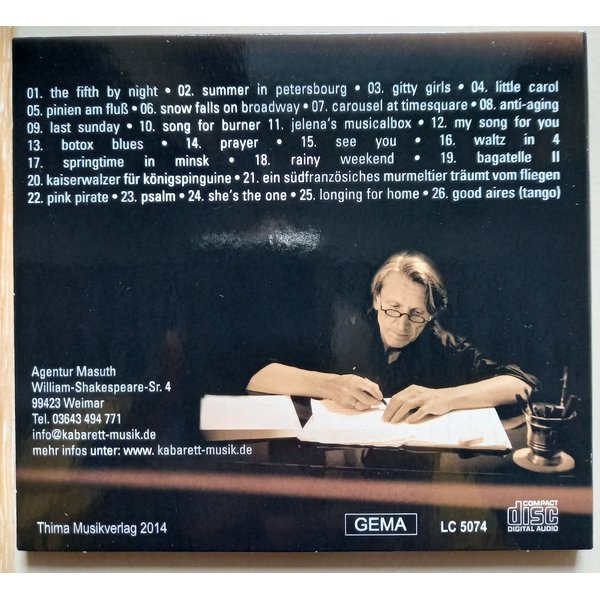 01. the fifth by night • 02. summer in petersbourg • 03. gitty girls • 04. little carol
05. pinien am fluß • 06. snow falls on broadway • 07. carousel at timesquare • 08. anti-aging
09. last sunday • 10. song for burner 11. jelena's musicalbox • 12. my song for you
13. botox blues • 14. prayer • 15. see you • 16. waltz in 4
17. springtime in minsk • 18. rainy weekend • 19. bagatelle II
20. kaiserwalzer für königspinguine • 21. ein südfranzösiches murmeltier träumt vom fliegen
22. pink pirate • 23. psalm • 24. she's the one • 25. longing for home • 26. good aires (tango)
Agentur Masuth
William-Shakespeare-Sr. 4
99423 Weimar
Tel. 03643 494 771
info@kabarett-musik.de
mehr infos unter: www. kabarett-musik.de
Thima Musikverlag 2014
GEMA
LC 5074
COMPACT
disc
DIGITAL AUDIO